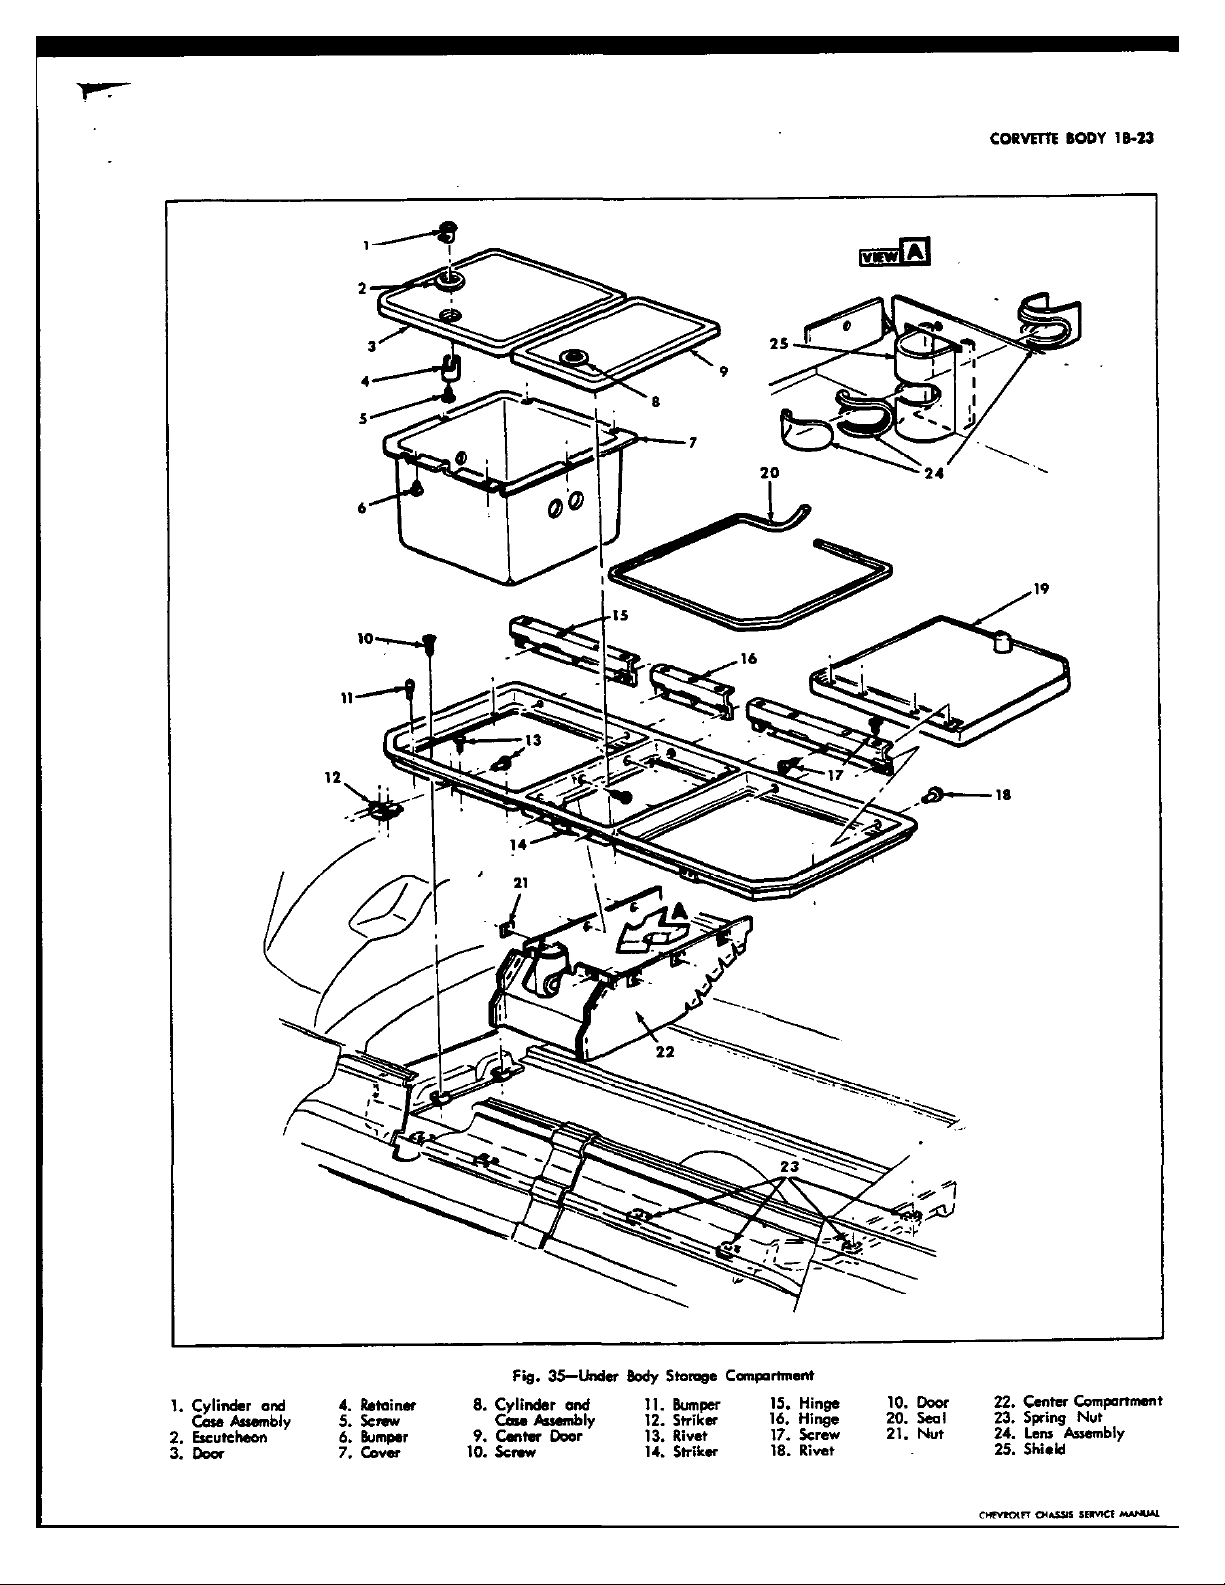 CORVETTE BODY 1B-23
VIEW A
1
2
3
4
5
6
7
8
9
25
24
20
19
15
10
16
11
13
12
17
18
14
21
A
22
23
Fig. 35—Under Body Storage Compartment
1. Cylinder and
Case Assembly
2. Escutcheon
3. Door
4. Retainer
5. Screw
6. Bumper
7. Cover
8. Cylinder and
Case Assembly
9. Center Door
10. Screw
11. Bumper
12. Striker
13. Rivet
14. Striker
15. Hinge
16. Hinge
17. Screw
18. Rivet
10. Door
20. Seal
21. Nut
22. Center Compartment
23. Spring Nut
24. Lens Assembly
25. Shield
CHEVROLET CHASSIS SERVICE MANUAL